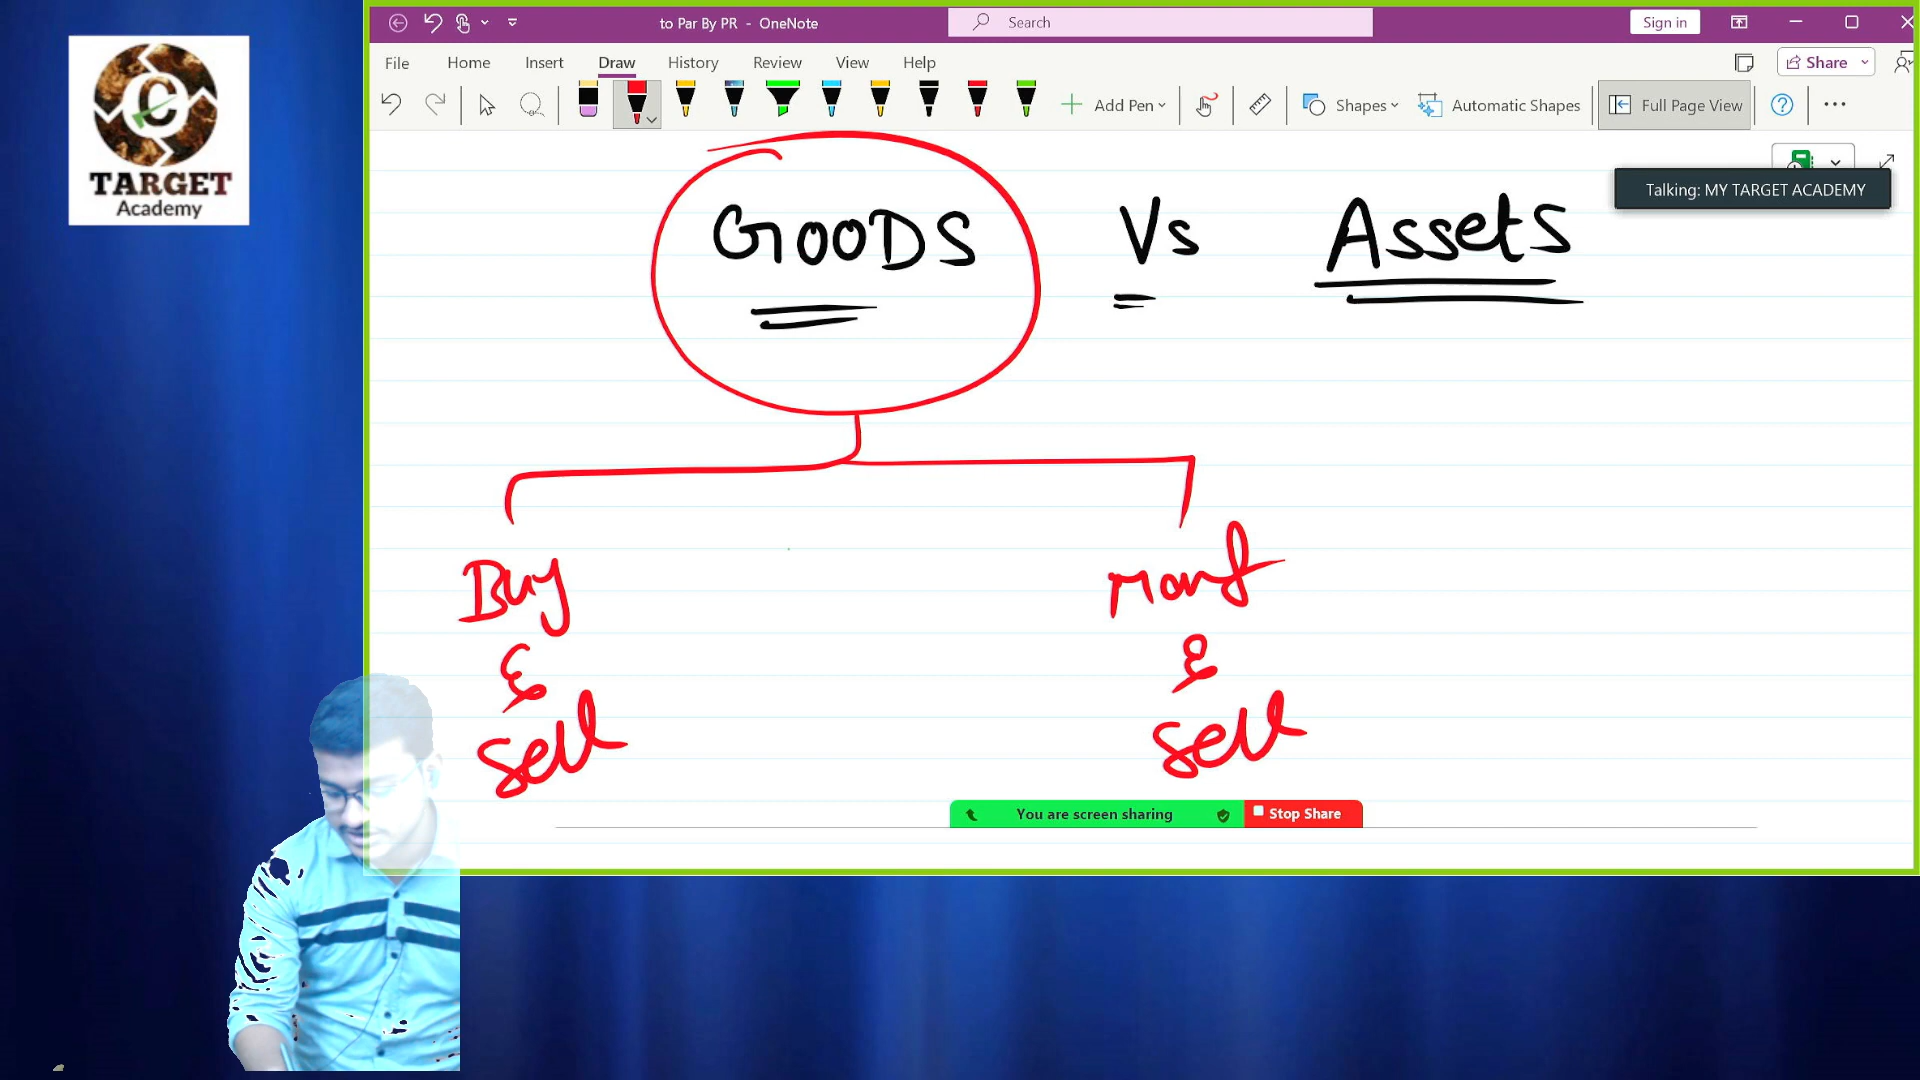 to Par By PR - OneNote
Search
Sign in
File Home Insert Draw History Review View Help
Share
Add Pen
Shapes
Automatic Shapes
Full Page View
Talking: MY TARGET ACADEMY
C
TARGET
Academy
GOODS Vs Assets
Buy
&
Sell
Manf
&
Sell
You are screen sharing
Stop Share